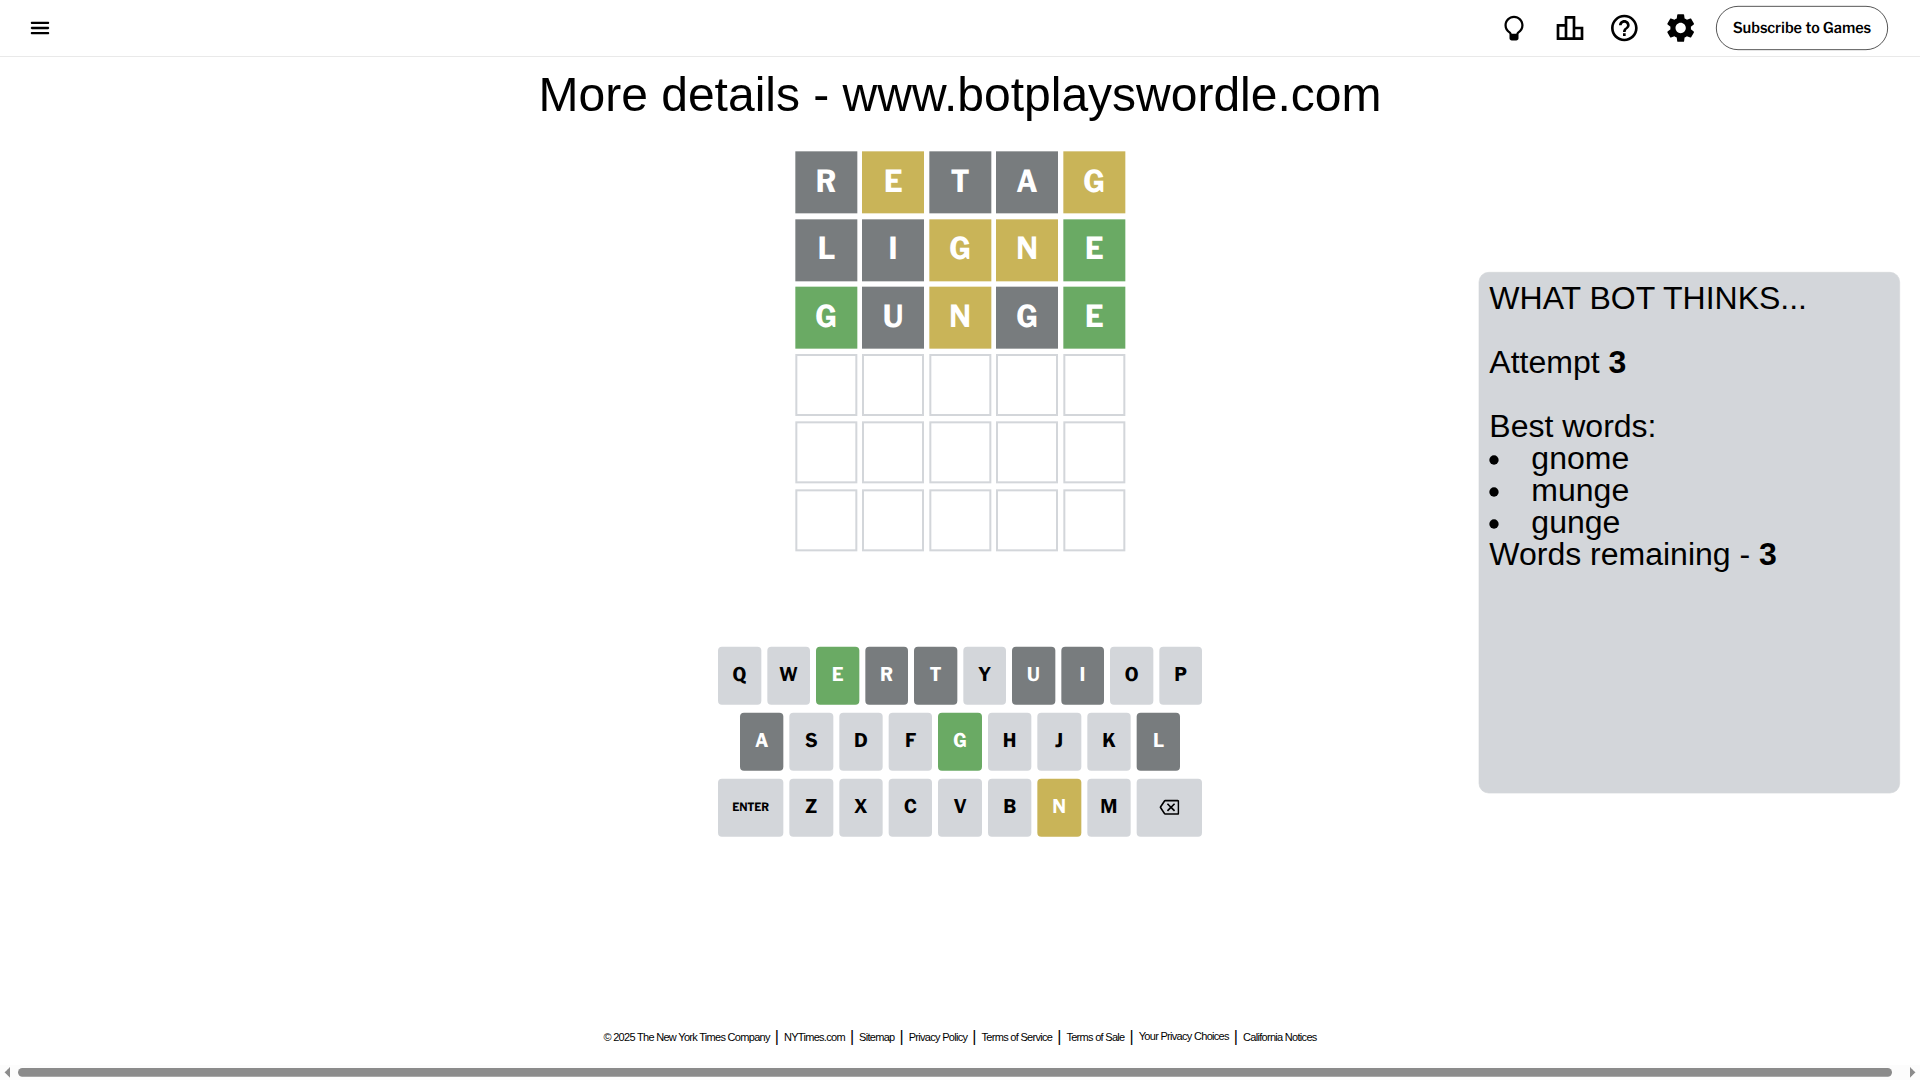 Subscribe to Games
More details - www.botplayswordle.com
R E T A G
L I G N E
G U N G E
WHAT BOT THINKS...
Attempt 3
Best words:
• gnome
• munge
• gunge
Words remaining - 3
Q W E R T Y U I O P
A S D F G H J K L
ENTER Z X C V B N M
© 2025 The New York Times Company | NYTimes.com | Sitemap | Privacy Policy | Terms of Service | Terms of Sale | Your Privacy Choices | California Notices